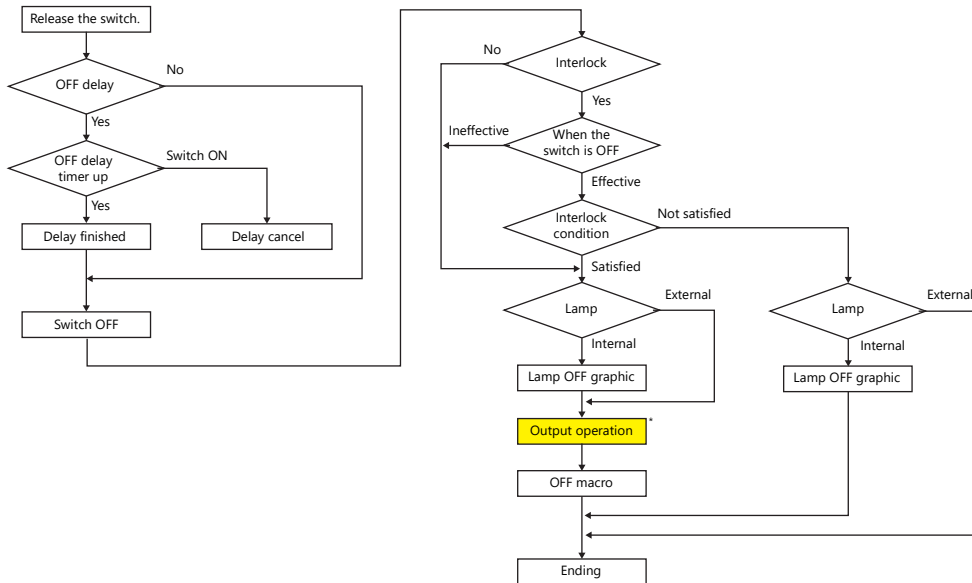 Release the switch.
OFF delay
No
Yes
OFF delay
timer up
Switch ON
Yes
Delay finished
Delay cancel
Switch OFF
No
Interlock
Yes
Ineffective
When the
switch is OFF
Effective
Interlock
condition
Not satisfied
Satisfied
Lamp
External
Internal
Lamp OFF graphic
Output operation
*
OFF macro
Ending
Lamp
External
Internal
Lamp OFF graphic